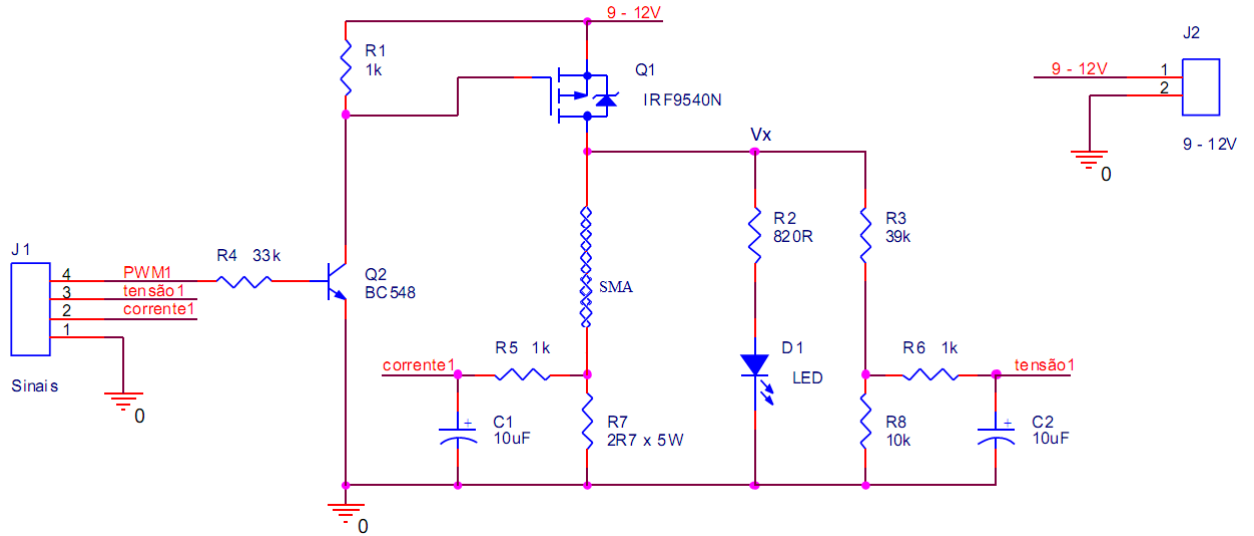 9 - 12V
R1
1k
Q1
IRF9540N
J2
9 - 12V
1
2
9 - 12V
0
Vx
R2
820R
R3
39k
J1
R4 33k
4
PWM1
3
tensão1
2
corrente1
1
Sinais
0
Q2
BC548
SMA
corrente1
R5 1k
D1
LED
R6 1k
tensão1
C1
+
10uF
R7
2R7 x 5W
R8
10k
C2
+
10uF
0